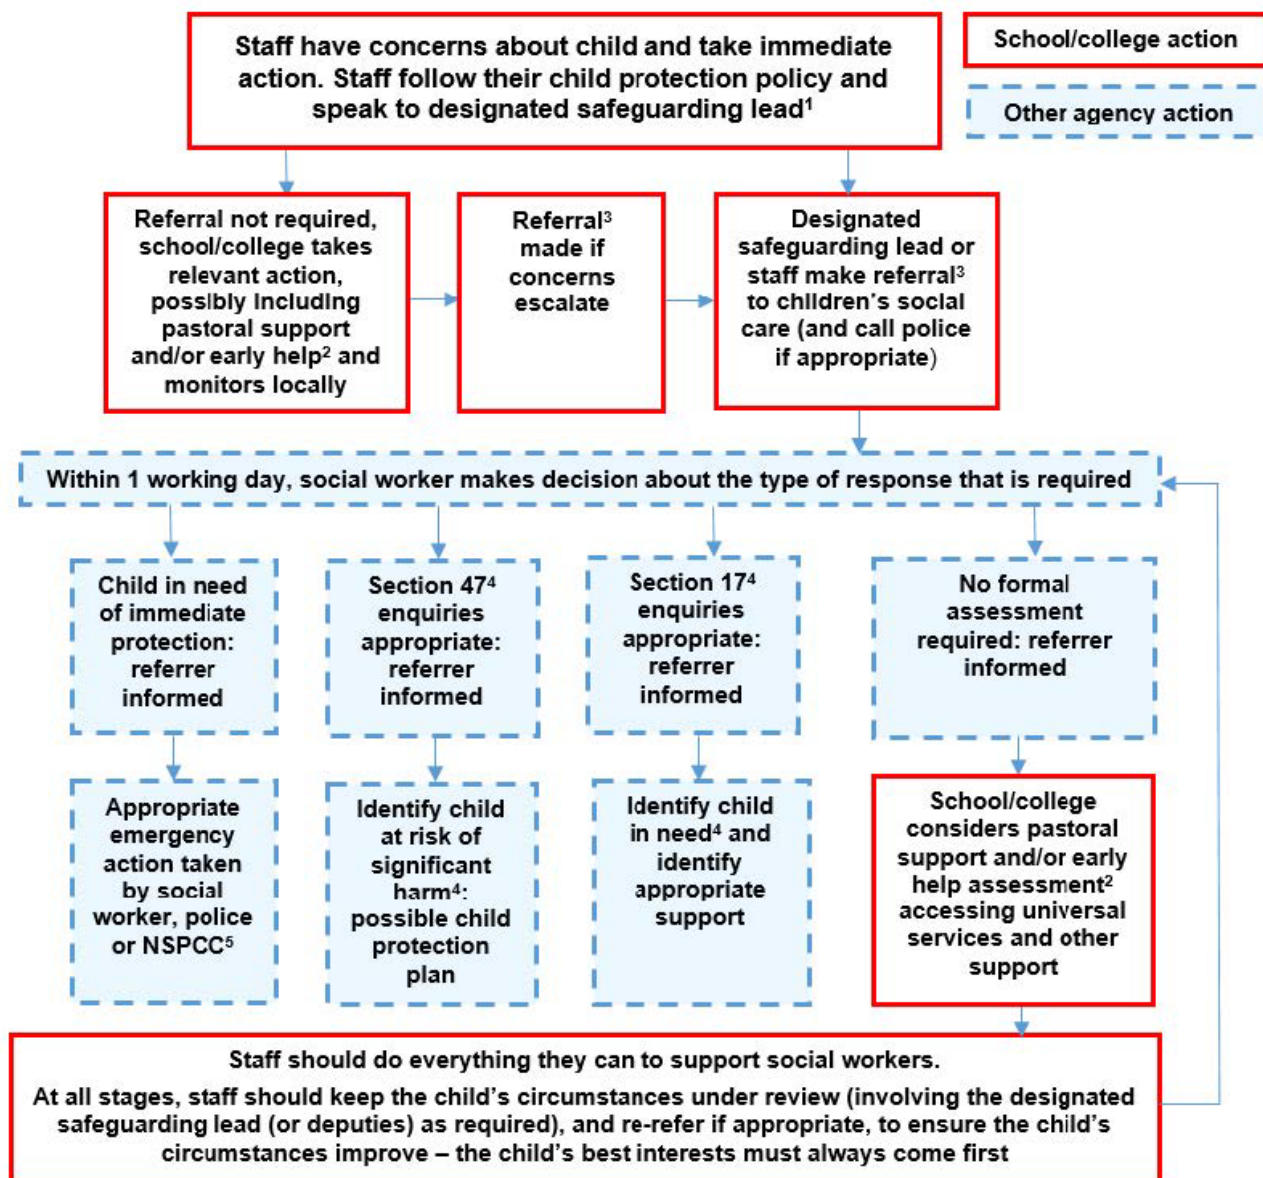 Staff have concerns about child and take immediate
action. Staff follow their child protection policy and
speak to designated safeguarding lead¹
School/college action
Other agency action
Referral not required,
school/college takes
relevant action,
possibly including
pastoral support
and/or early help² and
monitors locally
Referral³
made if
concerns
escalate
Designated
safeguarding lead or
staff make referral³
to children's social
care (and call police
if appropriate)
Within 1 working day, social worker makes decision about the type of response that is required
Child in need
of immediate
protection:
referrer
informed
Section 47⁴
enquiries
appropriate:
referrer
informed
Section 17⁴
enquiries
appropriate:
referrer
informed
No formal
assessment
required: referrer
informed
Appropriate
emergency
action taken
by social
worker, police
or NSPCC⁵
Identify child
at risk of
significant
harm⁴:
possible child
protection
plan
Identify child
in need⁴ and
identify
appropriate
support
School/college
considers pastoral
support and/or early
help assessment²
accessing universal
services and other
support
Staff should do everything they can to support social workers.
At all stages, staff should keep the child's circumstances under review (involving the designated
safeguarding lead (or deputies) as required), and re-refer if appropriate, to ensure the child's
circumstances improve – the child's best interests must always come first